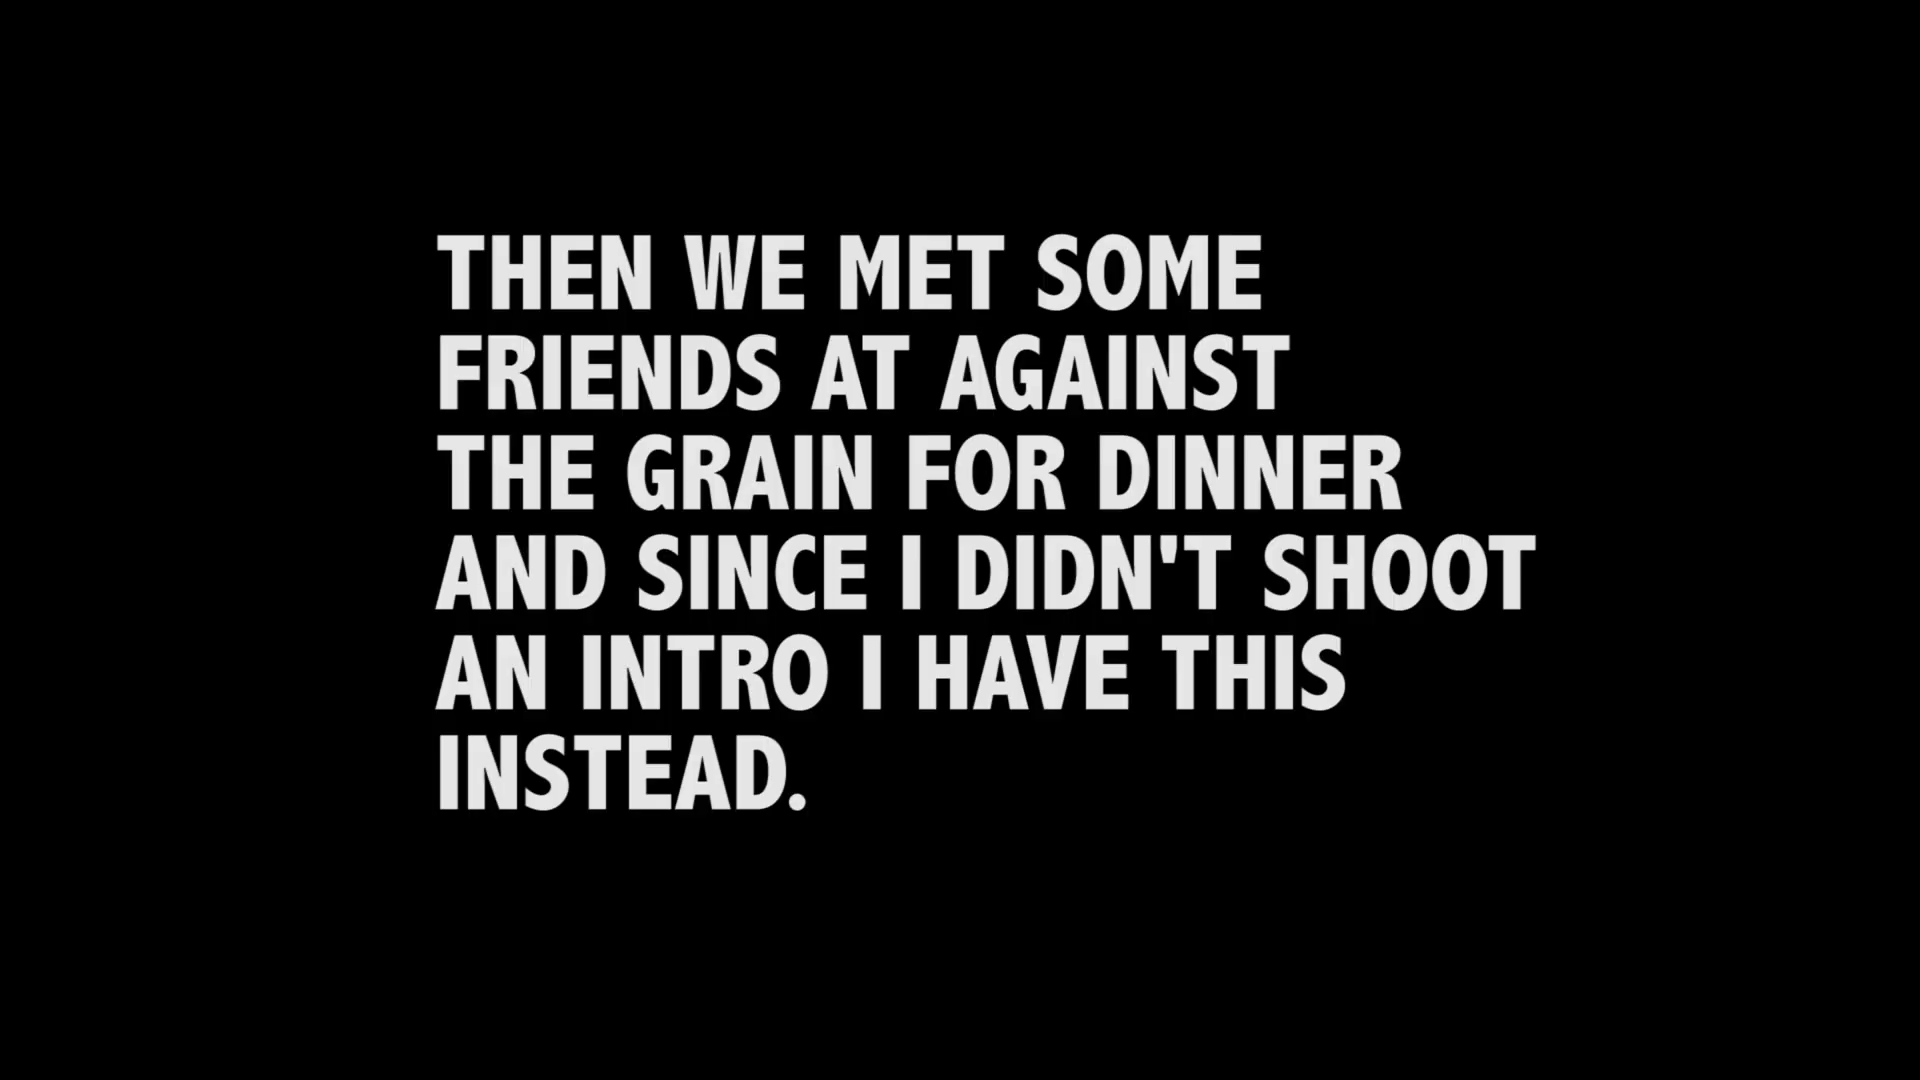 THEN WE MET SOME
FRIENDS AT AGAINST
THE GRAIN FOR DINNER
AND SINCE I DIDN'T SHOOT
AN INTRO I HAVE THIS
INSTEAD.